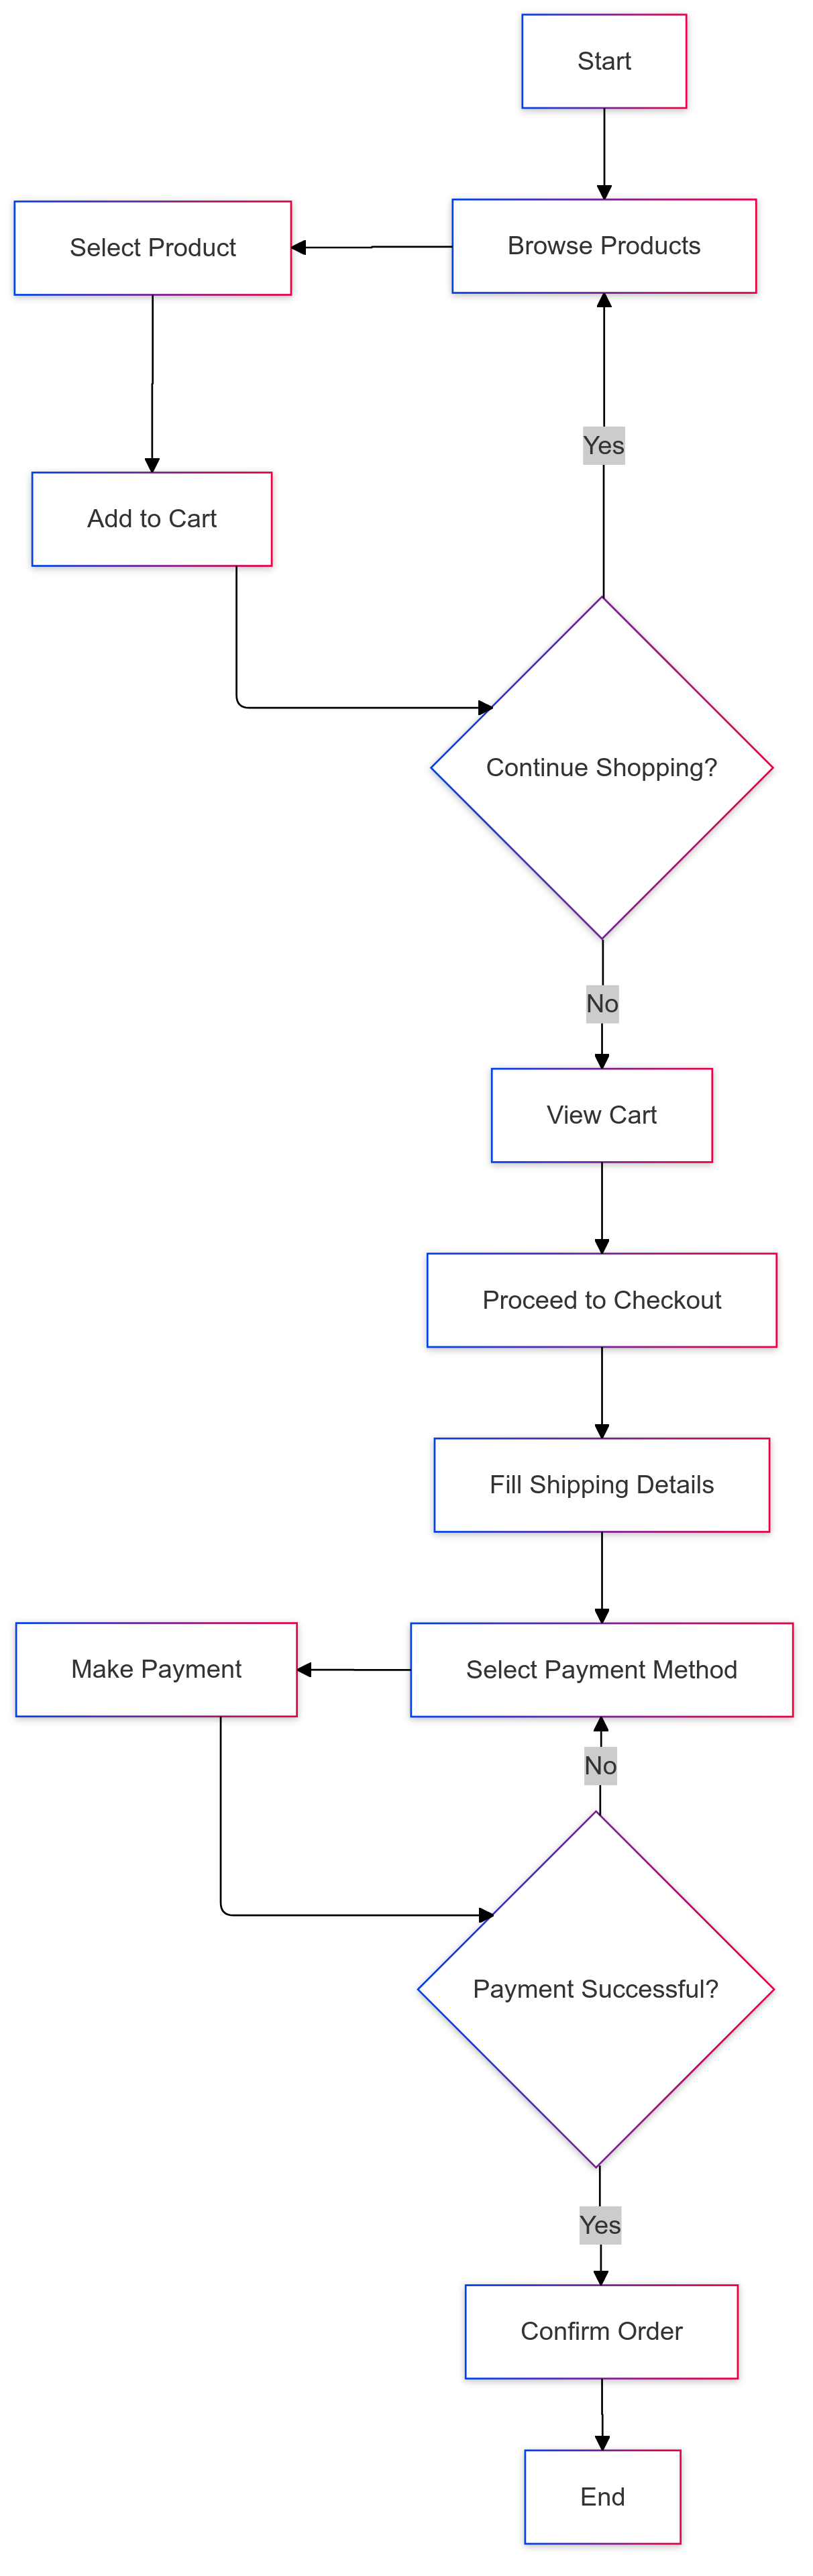 Start
Browse Products
Select Product
Yes
Add to Cart
Continue Shopping?
No
View Cart
Proceed to Checkout
Fill Shipping Details
Select Payment Method
Make Payment
No
Payment Successful?
Yes
Confirm Order
End